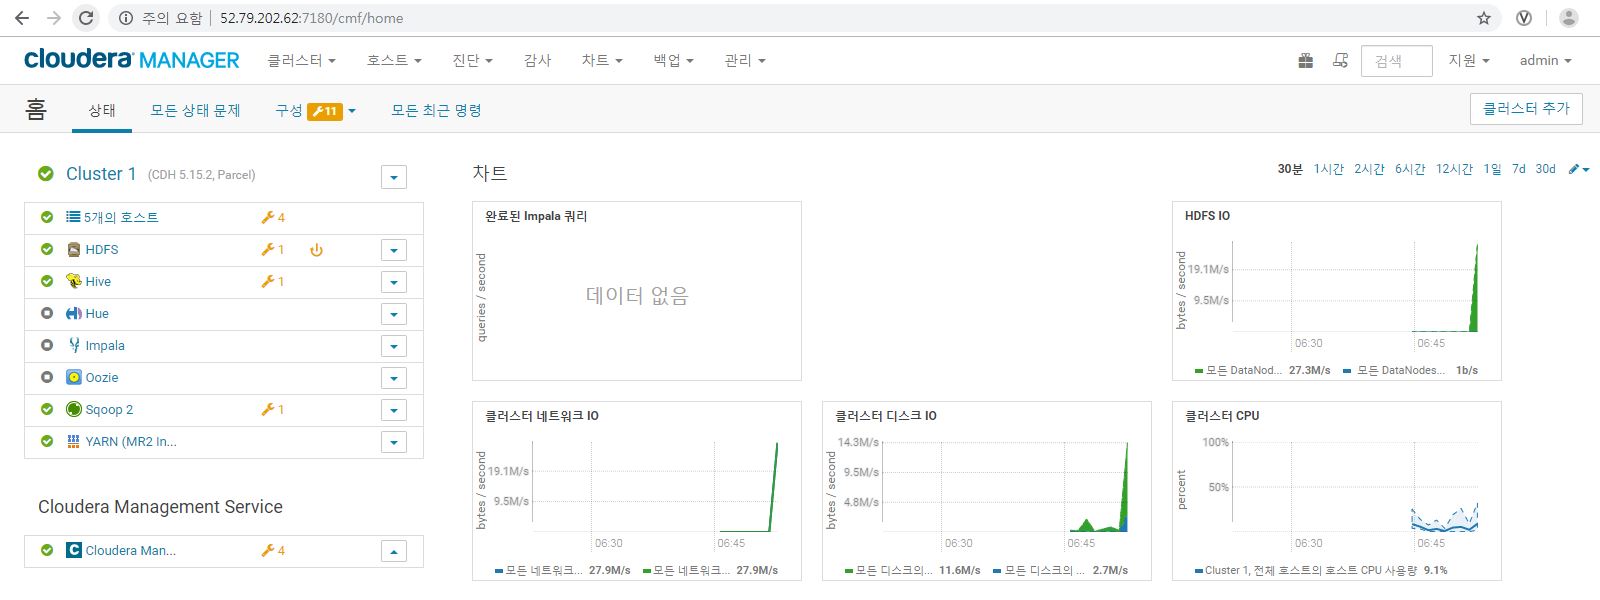 주의 요함 | 52.79.202.62:7180/cmf/home
cloudera MANAGER 클러스터 호스트 진단 감사 차트 백업 관리 검색 지원 admin
홈 상태 모든 상태 문제 구성 11 모든 최근 명령 클러스터 추가
Cluster 1 (CDH 5.15.2, Parcel)
5개의 호스트 4
HDFS 1
Hive 1
Hue
Impala
Oozie
Sqoop 2 1
YARN (MR2 In...
Cloudera Management Service
Cloudera Man... 4
차트
30분 1시간 2시간 6시간 12시간 1일 7d 30d
완료된 Impala 쿼리
queries / second
데이터 없음
HDFS IO
bytes / second
19.1M/s
9.5M/s
06:30 06:45
모든 DataNod... 27.3M/s 모든 DataNodes... 1b/s
클러스터 네트워크 IO
bytes / second
19.1M/s
9.5M/s
06:30 06:45
모든 네트워크... 27.9M/s 모든 네트워크... 27.9M/s
클러스터 디스크 IO
bytes / second
14.3M/s
9.5M/s
4.8M/s
06:30 06:45
모든 디스크의... 11.6M/s 모든 디스크의 ... 2.7M/s
클러스터 CPU
percent
100%
50%
06:30 06:45
Cluster 1, 전체 호스트의 호스트 CPU 사용량 9.1%